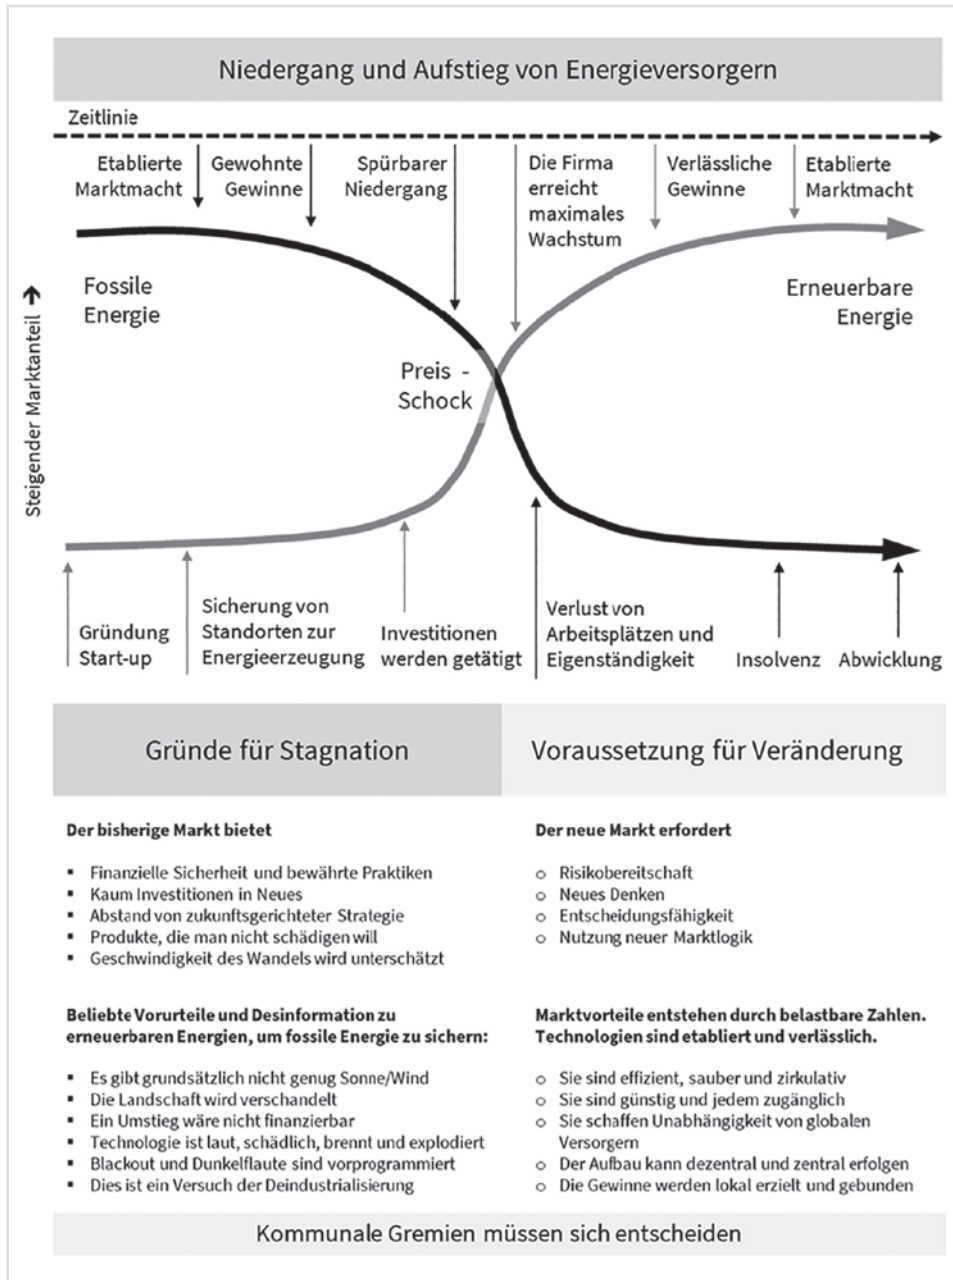 Niedergang und Aufstieg von Energieversorgern
Zeitlinie
Etablierte
Marktmacht
Gewohnte
Gewinne
Spürbarer
Niedergang
Die Firma
erreicht
maximales
Wachstum
Verlässliche
Gewinne
Etablierte
Marktmacht
Steigender Marktanteil ➔
Fossile
Energie
Erneuerbare
Energie
Preis -
Schock
Gründung
Start-up
Sicherung von
Standorten zur
Energieerzeugung
Investitionen
werden getätigt
Verlust von
Arbeitsplätzen und
Eigenständigkeit
Insolvenz
Abwicklung
Gründe für Stagnation
Der bisherige Markt bietet
▪ Finanzielle Sicherheit und bewährte Praktiken
▪ Kaum Investitionen in Neues
▪ Abstand von zukunftsgerichteter Strategie
▪ Produkte, die man nicht schädigen will
▪ Geschwindigkeit des Wandels wird unterschätzt
Beliebte Vorurteile und Desinformation zu
erneuerbaren Energien, um fossile Energie zu sichern:
▪ Es gibt grundsätzlich nicht genug Sonne/Wind
▪ Die Landschaft wird verschandelt
▪ Ein Umstieg wäre nicht finanzierbar
▪ Technologie ist laut, schädlich, brennt und explodiert
▪ Blackout und Dunkelflaute sind vorprogrammiert
▪ Dies ist ein Versuch der Deindustrialisierung
Voraussetzung für Veränderung
Der neue Markt erfordert
o Risikobereitschaft
o Neues Denken
o Entscheidungsfähigkeit
o Nutzung neuer Marktlogik
Marktvorteile entstehen durch belastbare Zahlen.
Technologien sind etabliert und verlässlich.
o Sie sind effizient, sauber und zirkulativ
o Sie sind günstig und jedem zugänglich
o Sie schaffen Unabhängigkeit von globalen
Versorgern
o Der Aufbau kann dezentral und zentral erfolgen
o Die Gewinne werden lokal erzielt und gebunden
Kommunale Gremien müssen sich entscheiden